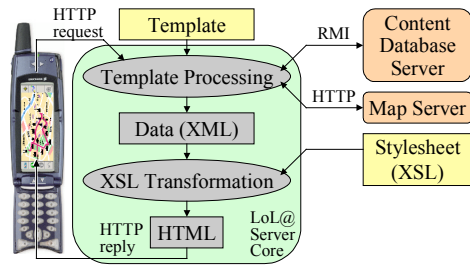 HTTP
request
Template
RMI
Content
Database
Server
Template Processing
HTTP
Map Server
Data (XML)
Stylesheet
(XSL)
XSL Transformation
HTTP
reply
HTML
LoL@
Server
Core